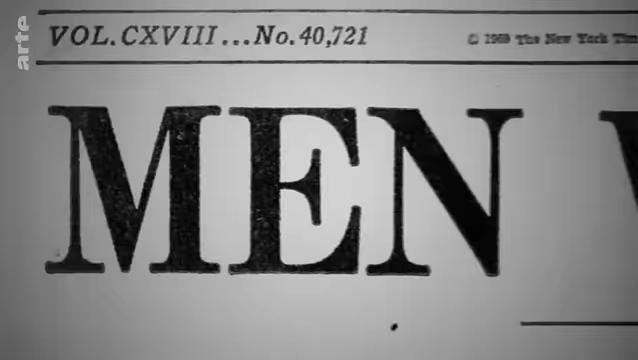 arte
VOL. CXVIII...No. 40,721
© 1969 The New York Tim
MEN